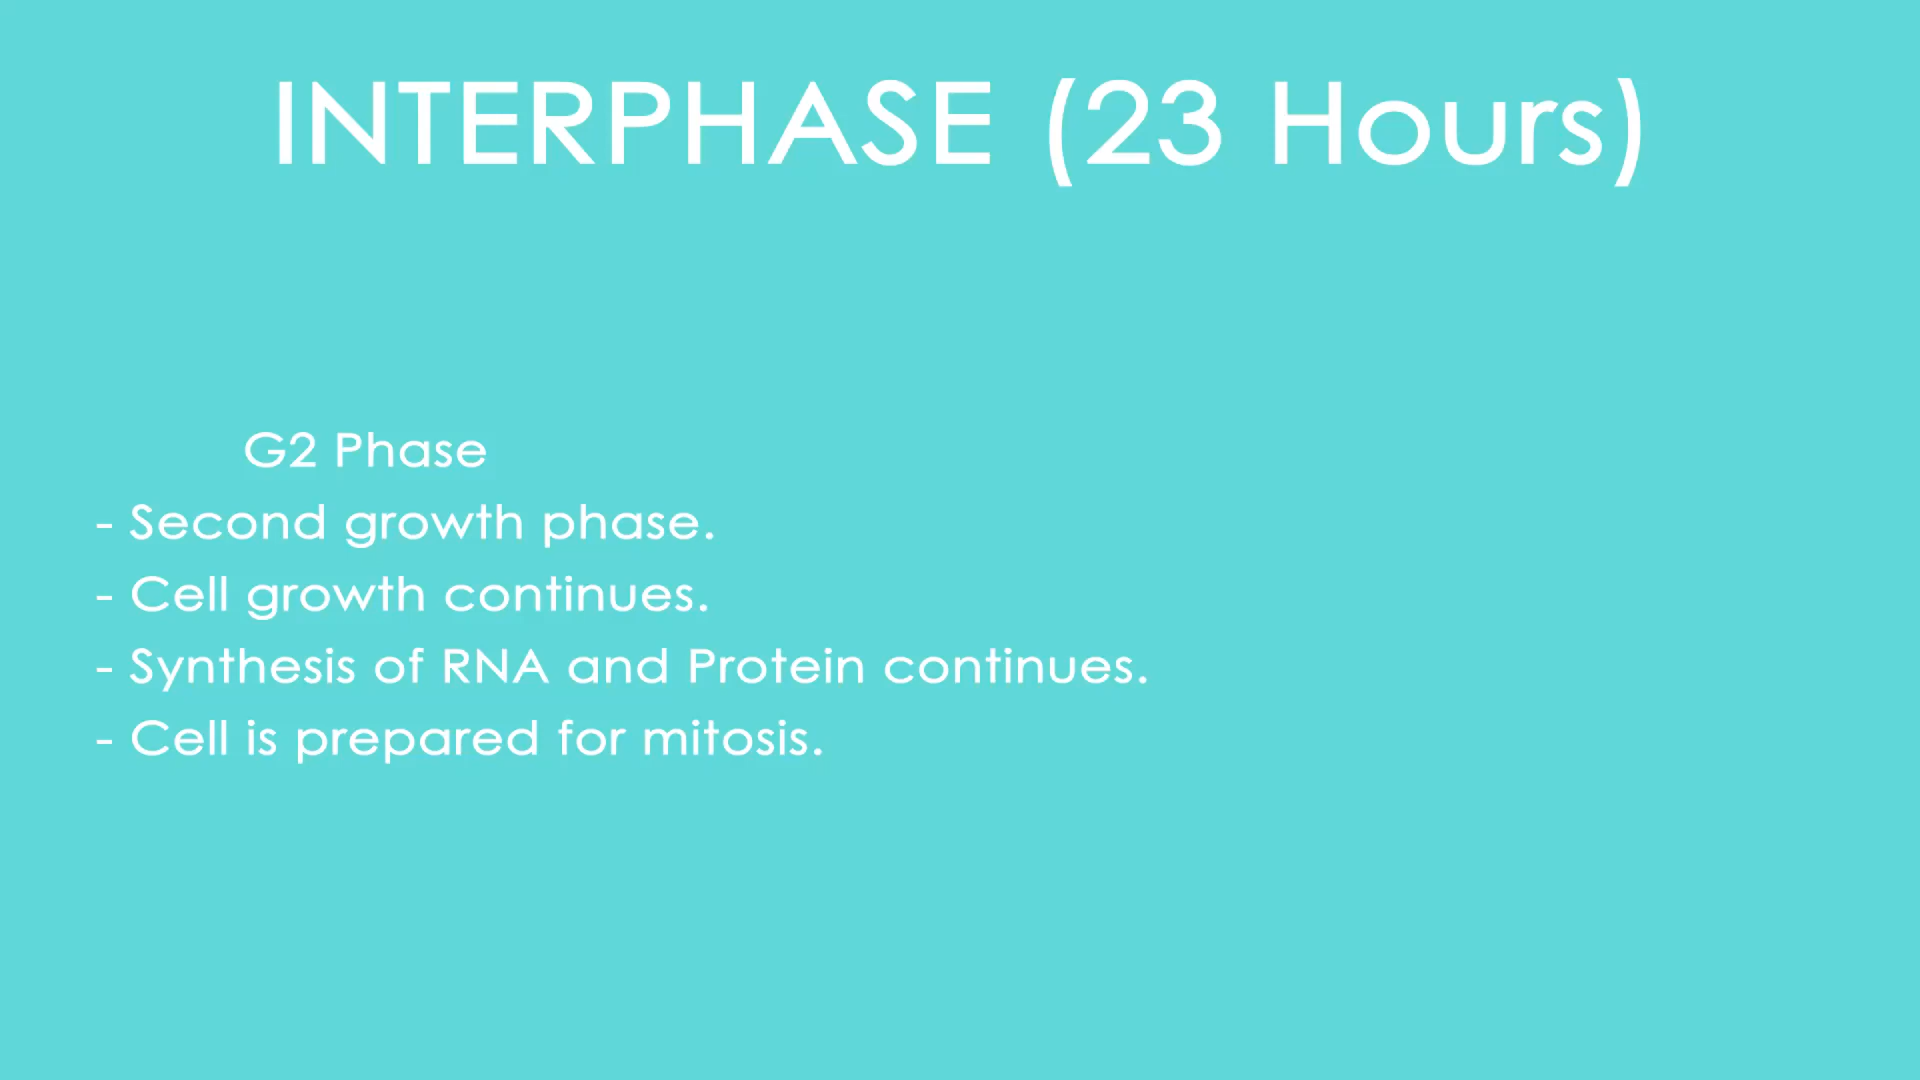 INTERPHASE (23 Hours)
G2 Phase
- Second growth phase.
- Cell growth continues.
- Synthesis of RNA and Protein continues.
- Cell is prepared for mitosis.